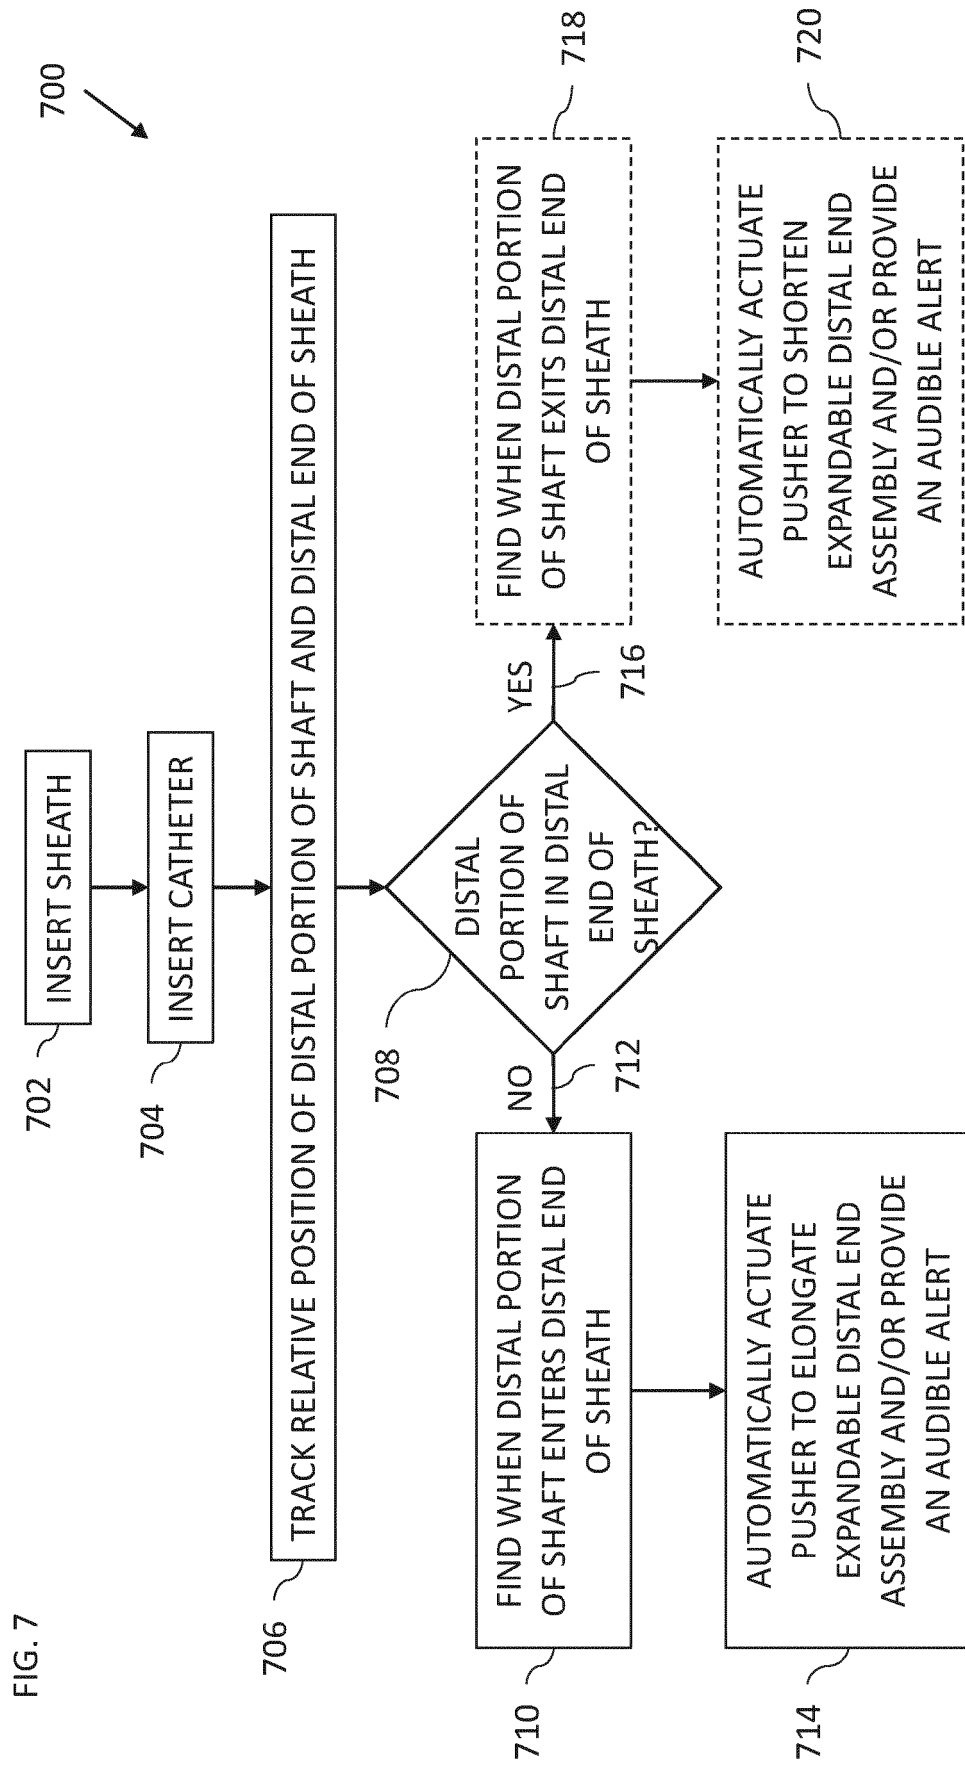 FIG. 7
700
INSERT SHEATH
702
INSERT CATHETER
704
TRACK RELATIVE POSITION OF DISTAL PORTION OF SHAFT AND DISTAL END OF SHEATH
706
DISTAL
PORTION OF
SHAFT IN DISTAL
END OF
SHEATH?
708
NO
712
YES
716
FIND WHEN DISTAL PORTION
OF SHAFT ENTERS DISTAL END
OF SHEATH
710
AUTOMATICALLY ACTUATE
PUSHER TO ELONGATE
EXPANDABLE DISTAL END
ASSEMBLY AND/OR PROVIDE
AN AUDIBLE ALERT
714
FIND WHEN DISTAL PORTION
OF SHAFT EXITS DISTAL END
OF SHEATH
718
AUTOMATICALLY ACTUATE
PUSHER TO SHORTEN
EXPANDABLE DISTAL END
ASSEMBLY AND/OR PROVIDE
AN AUDIBLE ALERT
720